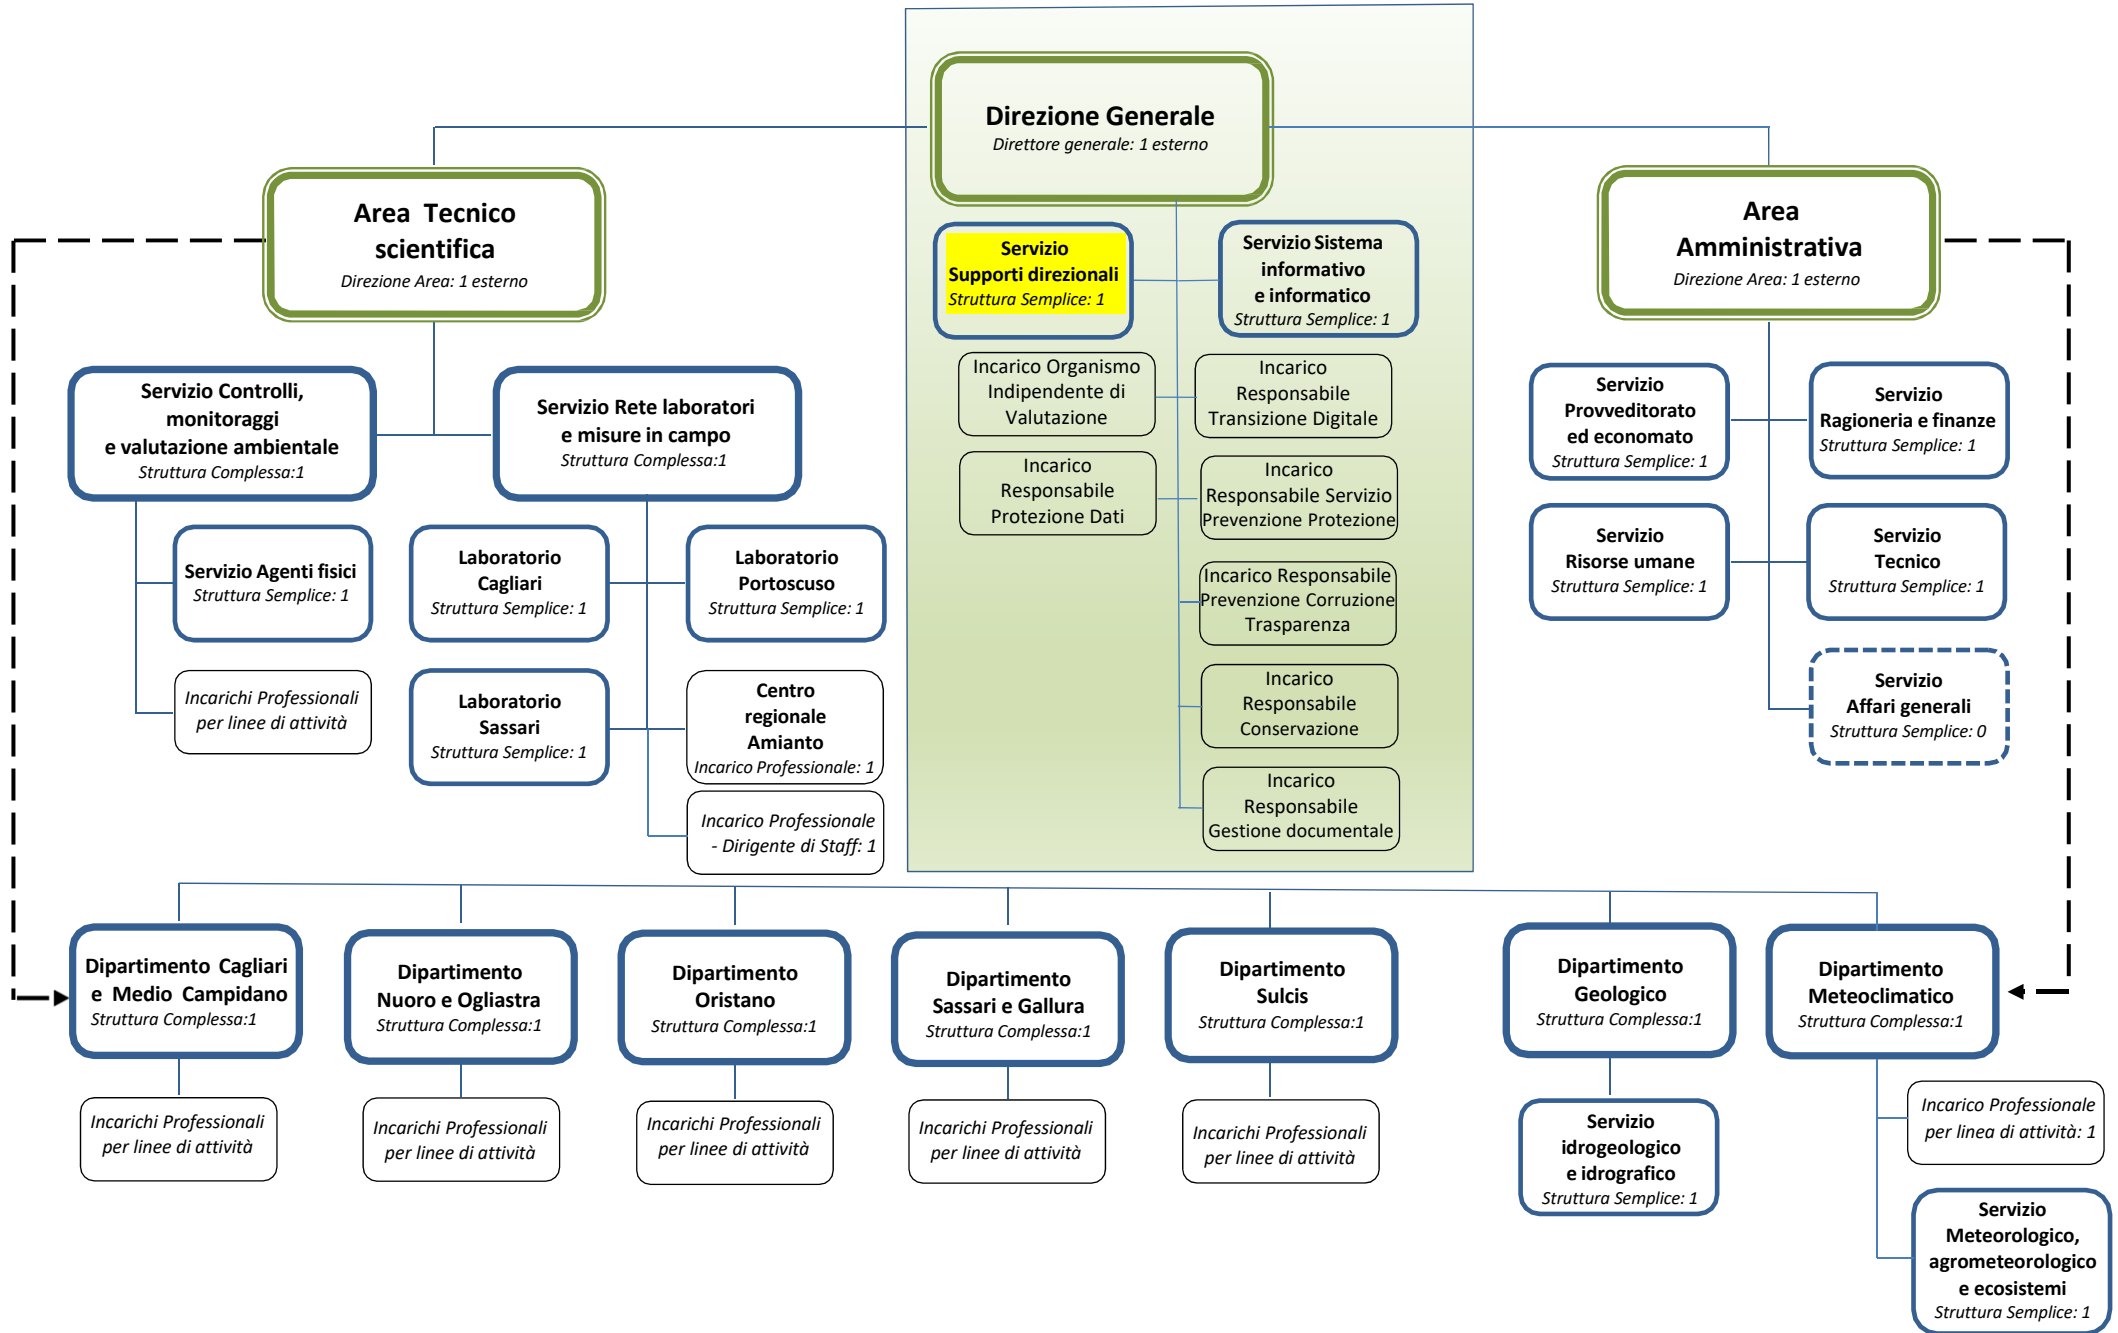 Direzione Generale
Direttore generale: 1 esterno
Area Tecnico
scientifica
Direzione Area: 1 esterno
Area
Amministrativa
Direzione Area: 1 esterno
Servizio
Supporti direzionali
Struttura Semplice: 1
Servizio Sistema
informativo
e informatico
Struttura Semplice: 1
Incarico Organismo
Indipendente di
Valutazione
Incarico
Responsabile
Transizione Digitale
Incarico
Responsabile
Protezione Dati
Incarico
Responsabile Servizio
Prevenzione Protezione
Incarico Responsabile
Prevenzione Corruzione
Trasparenza
Incarico
Responsabile
Conservazione
Incarico
Responsabile
Gestione documentale
Servizio Controlli,
monitoraggi
e valutazione ambientale
Struttura Complessa:1
Servizio Rete laboratori
e misure in campo
Struttura Complessa:1
Servizio Agenti fisici
Struttura Semplice: 1
Incarichi Professionali
per linee di attività
Laboratorio
Cagliari
Struttura Semplice: 1
Laboratorio
Portoscuso
Struttura Semplice: 1
Laboratorio
Sassari
Struttura Semplice: 1
Centro
regionale
Amianto
Incarico Professionale: 1
Incarico Professionale
- Dirigente di Staff: 1
Servizio
Provveditorato
ed economato
Struttura Semplice: 1
Servizio
Ragioneria e finanze
Struttura Semplice: 1
Servizio
Risorse umane
Struttura Semplice: 1
Servizio
Tecnico
Struttura Semplice: 1
Servizio
Affari generali
Struttura Semplice: 0
Dipartimento Cagliari
e Medio Campidano
Struttura Complessa:1
Dipartimento
Nuoro e Ogliastra
Struttura Complessa:1
Dipartimento
Oristano
Struttura Complessa:1
Dipartimento
Sassari e Gallura
Struttura Complessa:1
Dipartimento
Sulcis
Struttura Complessa:1
Dipartimento
Geologico
Struttura Complessa:1
Dipartimento
Meteoclimatico
Struttura Complessa:1
Incarichi Professionali
per linee di attività
Incarichi Professionali
per linee di attività
Incarichi Professionali
per linee di attività
Incarichi Professionali
per linee di attività
Incarichi Professionali
per linee di attività
Servizio
idrogeologico
e idrografico
Struttura Semplice: 1
Incarico Professionale
per linea di attività: 1
Servizio
Meteorologico,
agrometeorologico
e ecosistemi
Struttura Semplice: 1